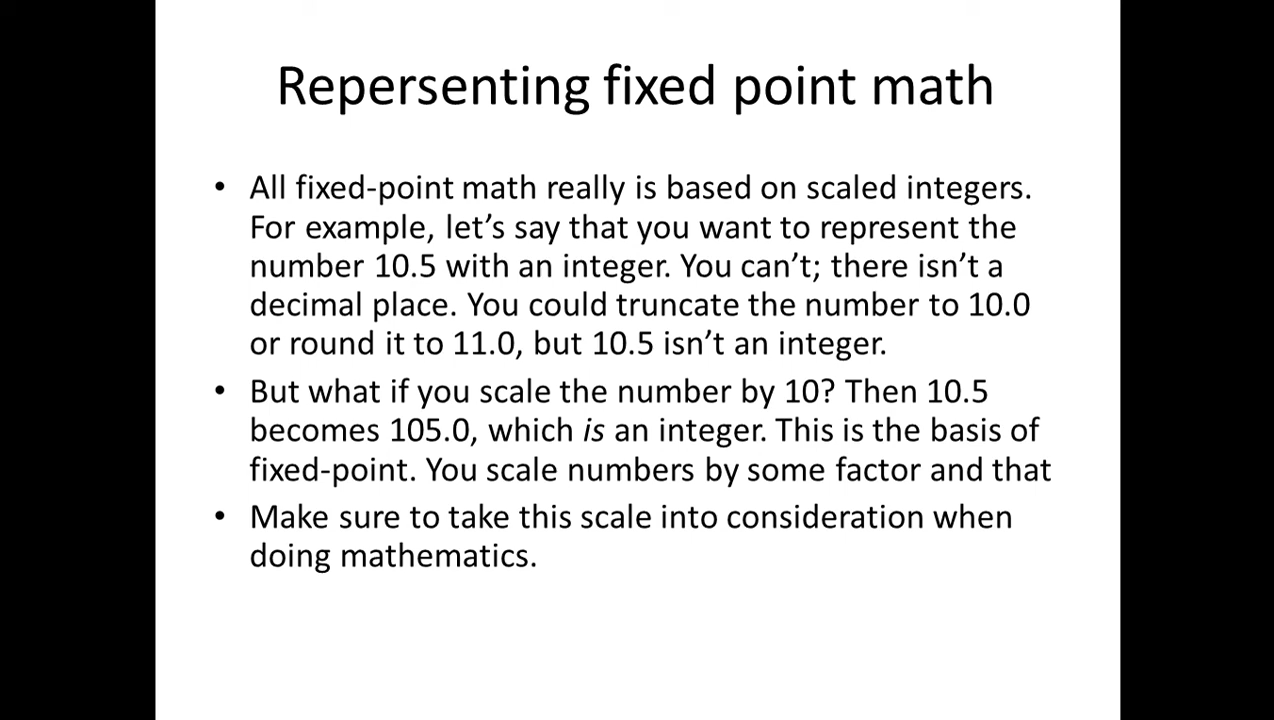 Repersenting fixed point math
• All fixed-point math really is based on scaled integers.
For example, let’s say that you want to represent the
number 10.5 with an integer. You can’t; there isn’t a
decimal place. You could truncate the number to 10.0
or round it to 11.0, but 10.5 isn’t an integer.
• But what if you scale the number by 10? Then 10.5
becomes 105.0, which is an integer. This is the basis of
fixed-point. You scale numbers by some factor and that
• Make sure to take this scale into consideration when
doing mathematics.